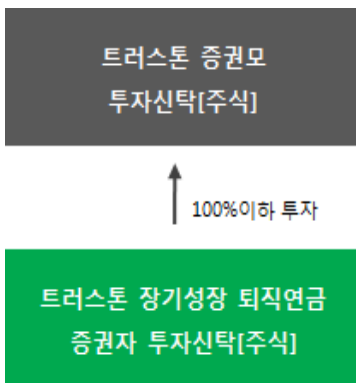 트러스톤 증권모
투자신탁[주식]
100%이하 투자
트러스톤 장기성장 퇴직연금
증권자 투자신탁[주식]